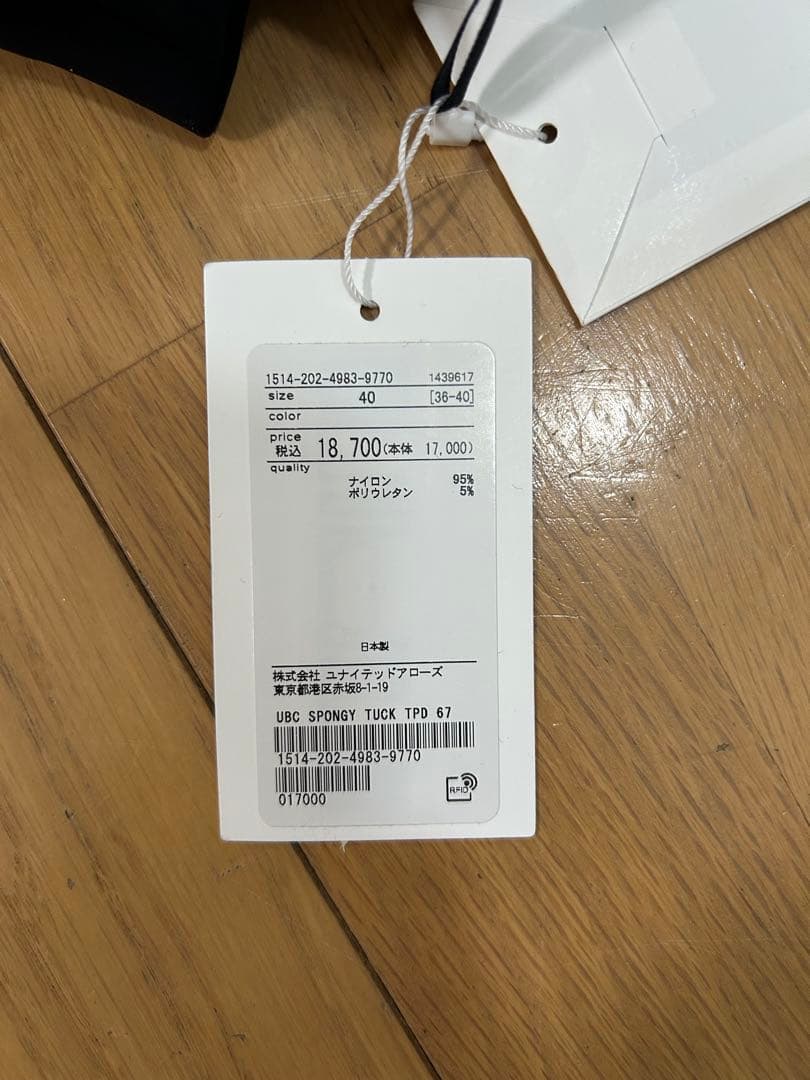 1514-202-4983-9770 1439617
size 40 [36-40]
color
price
税込 18,700(本体 17,000)
quality
ナイロン 95%
ポリウレタン 5%
日本製
株式会社 ユナイテッドアローズ
東京都港区赤坂8-1-19
UBC SPONGY TUCK TPD 67
1514-202-4983-9770
017000
RFID